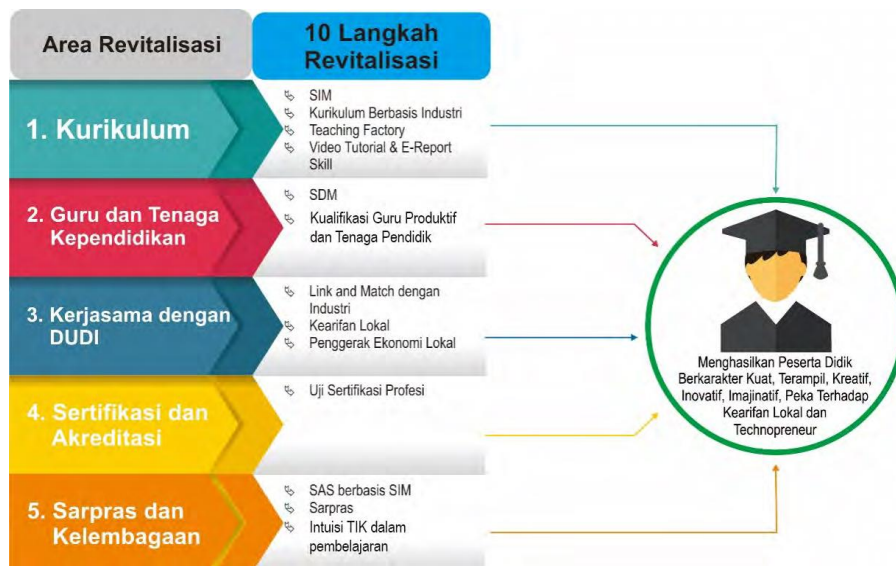 Area Revitalisasi
10 Langkah
Revitalisasi
1. Kurikulum
SIM
Kurikulum Berbasis Industri
Teaching Factory
Video Tutorial & E-Report
Skill
2. Guru dan Tenaga
Kependidikan
SDM
Kualifikasi Guru Produktif
dan Tenaga Pendidik
3. Kerjasama dengan
DUDI
Link and Match dengan
Industri
Kearifan Lokal
Penggerak Ekonomi Lokal
4. Sertifikasi dan
Akreditasi
Uji Sertifikasi Profesi
5. Sarpras dan
Kelembagaan
SAS berbasis SIM
Sarpras
Intuisi TIK dalam
pembelajaran
Menghasilkan Peserta Didik
Berkarakter Kuat, Terampil, Kreatif,
Inovatif, Imajinatif, Peka Terhadap
Kearifan Lokal dan
Technopreneur